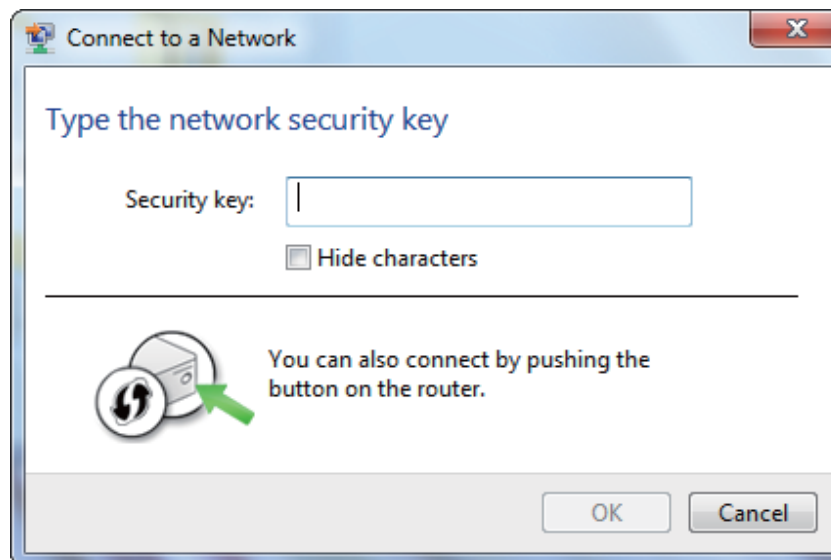 Connect to a Network
Type the network security key
Security key:
Hide characters
You can also connect by pushing the
button on the router.
OK
Cancel